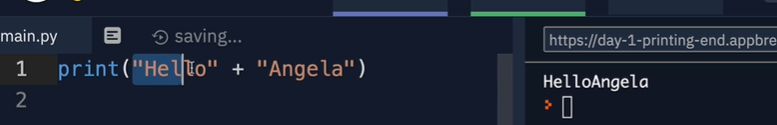 main.py
saving...
https://day-1-printing-end.appbre
1 print("Hello" + "Angela")
2
HelloAngela